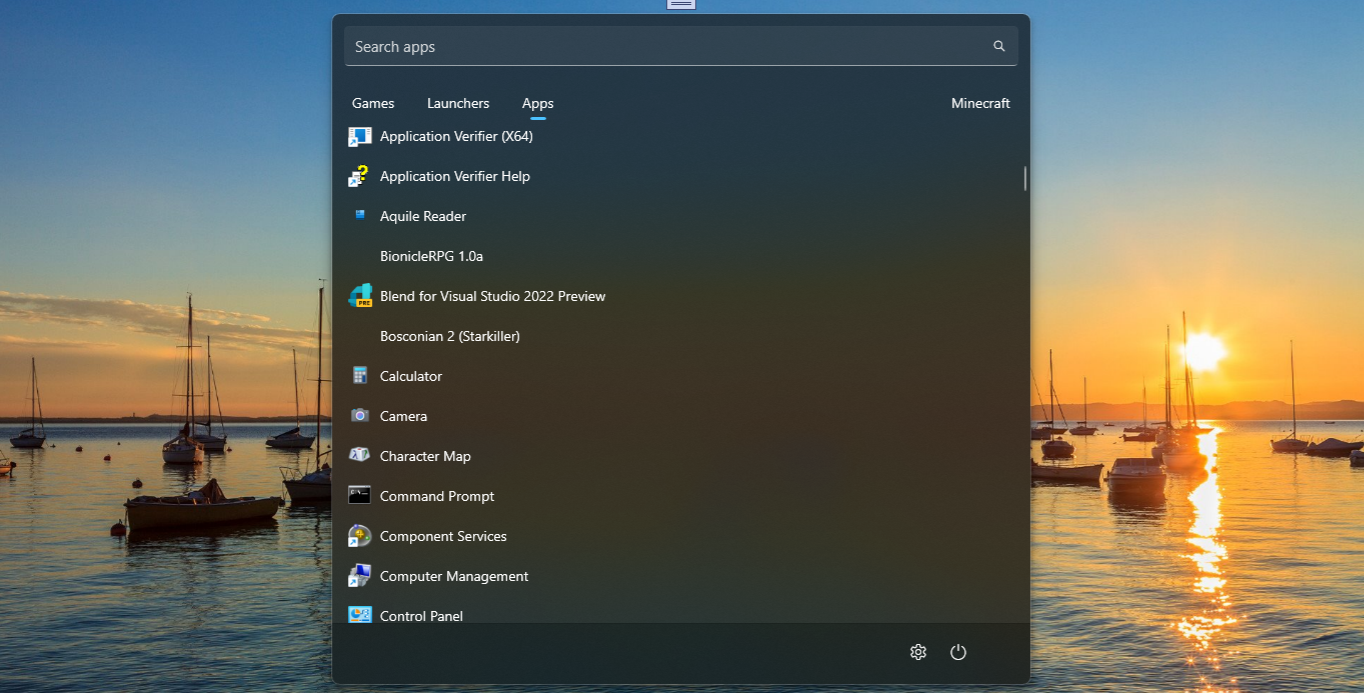 Search apps
Games Launchers Apps Minecraft
Application Verifier (X64)
Application Verifier Help
Aquile Reader
BionicleRPG 1.0a
PRE Blend for Visual Studio 2022 Preview
Bosconian 2 (Starkiller)
Calculator
Camera
Character Map
Command Prompt
Component Services
Computer Management
Control Panel